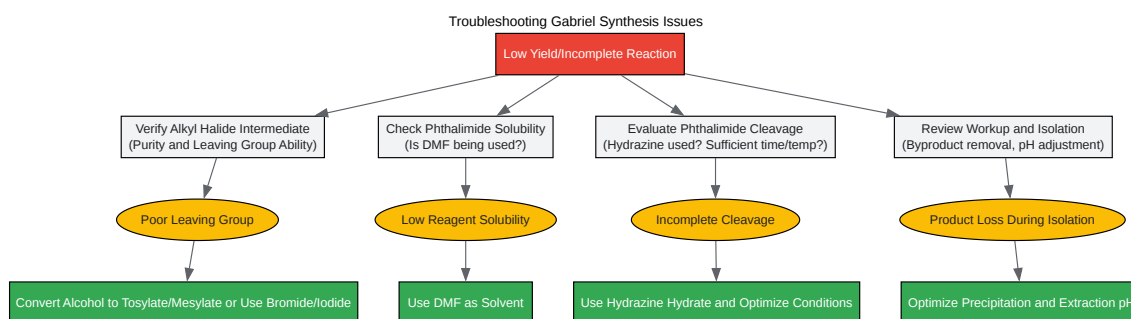 Troubleshooting Gabriel Synthesis Issues
Low Yield/Incomplete Reaction
Verify Alkyl Halide Intermediate
(Purity and Leaving Group Ability)
Check Phthalimide Solubility
(Is DMF being used?)
Evaluate Phthalimide Cleavage
(Hydrazine used? Sufficient time/temp?)
Review Workup and Isolation
(Byproduct removal, pH adjustment)
Poor Leaving Group
Low Reagent Solubility
Incomplete Cleavage
Product Loss During Isolation
Convert Alcohol to Tosylate/Mesylate or Use Bromide/Iodide
Use DMF as Solvent
Use Hydrazine Hydrate and Optimize Conditions
Optimize Precipitation and Extraction pH